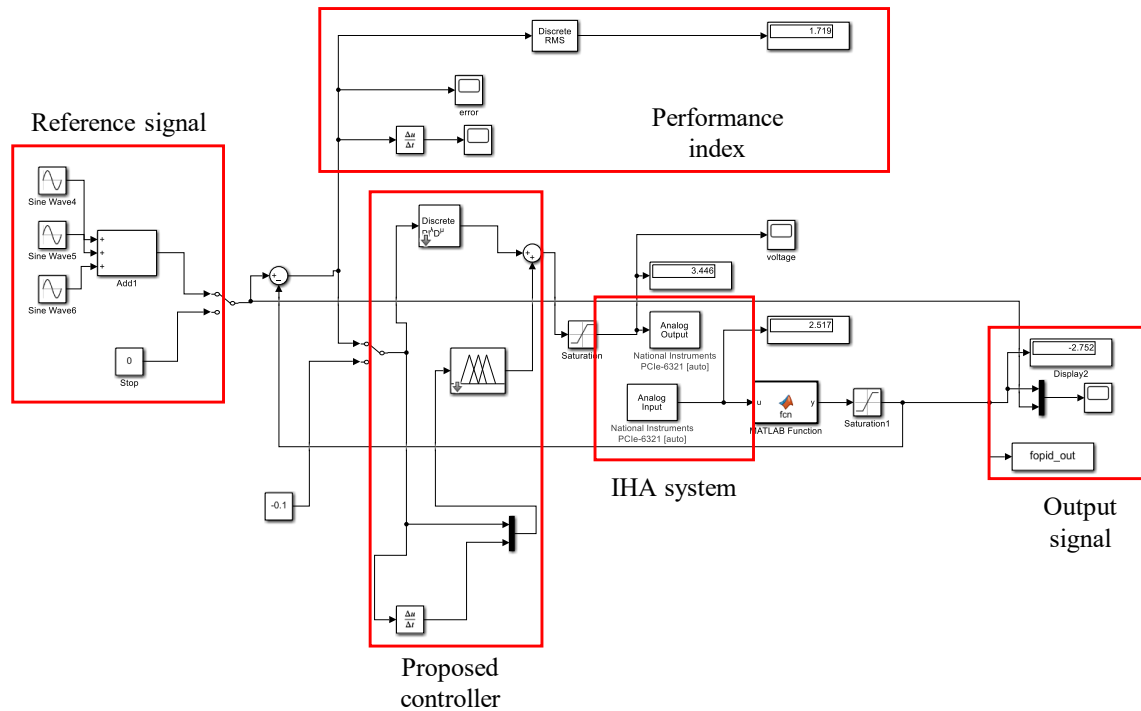 Discrete
RMS
1.719
error
Δu
Δt
Performance
index
Reference signal
Sine Wave4
Sine Wave5
Sine Wave6
+
+
+
Add1
0
Stop
+
−
-0.1
Discrete
+
+
Δu
Δt
Proposed
controller
Saturation
voltage
3.446
Analog
Output
National Instruments
PCIe-6321 [auto]
2.517
Analog
Input
National Instruments
PCIe-6321 [auto]
IHA system
u
fcn
y
MATLAB Function
Saturation1
-2.752
Display2
fopid_out
Output
signal